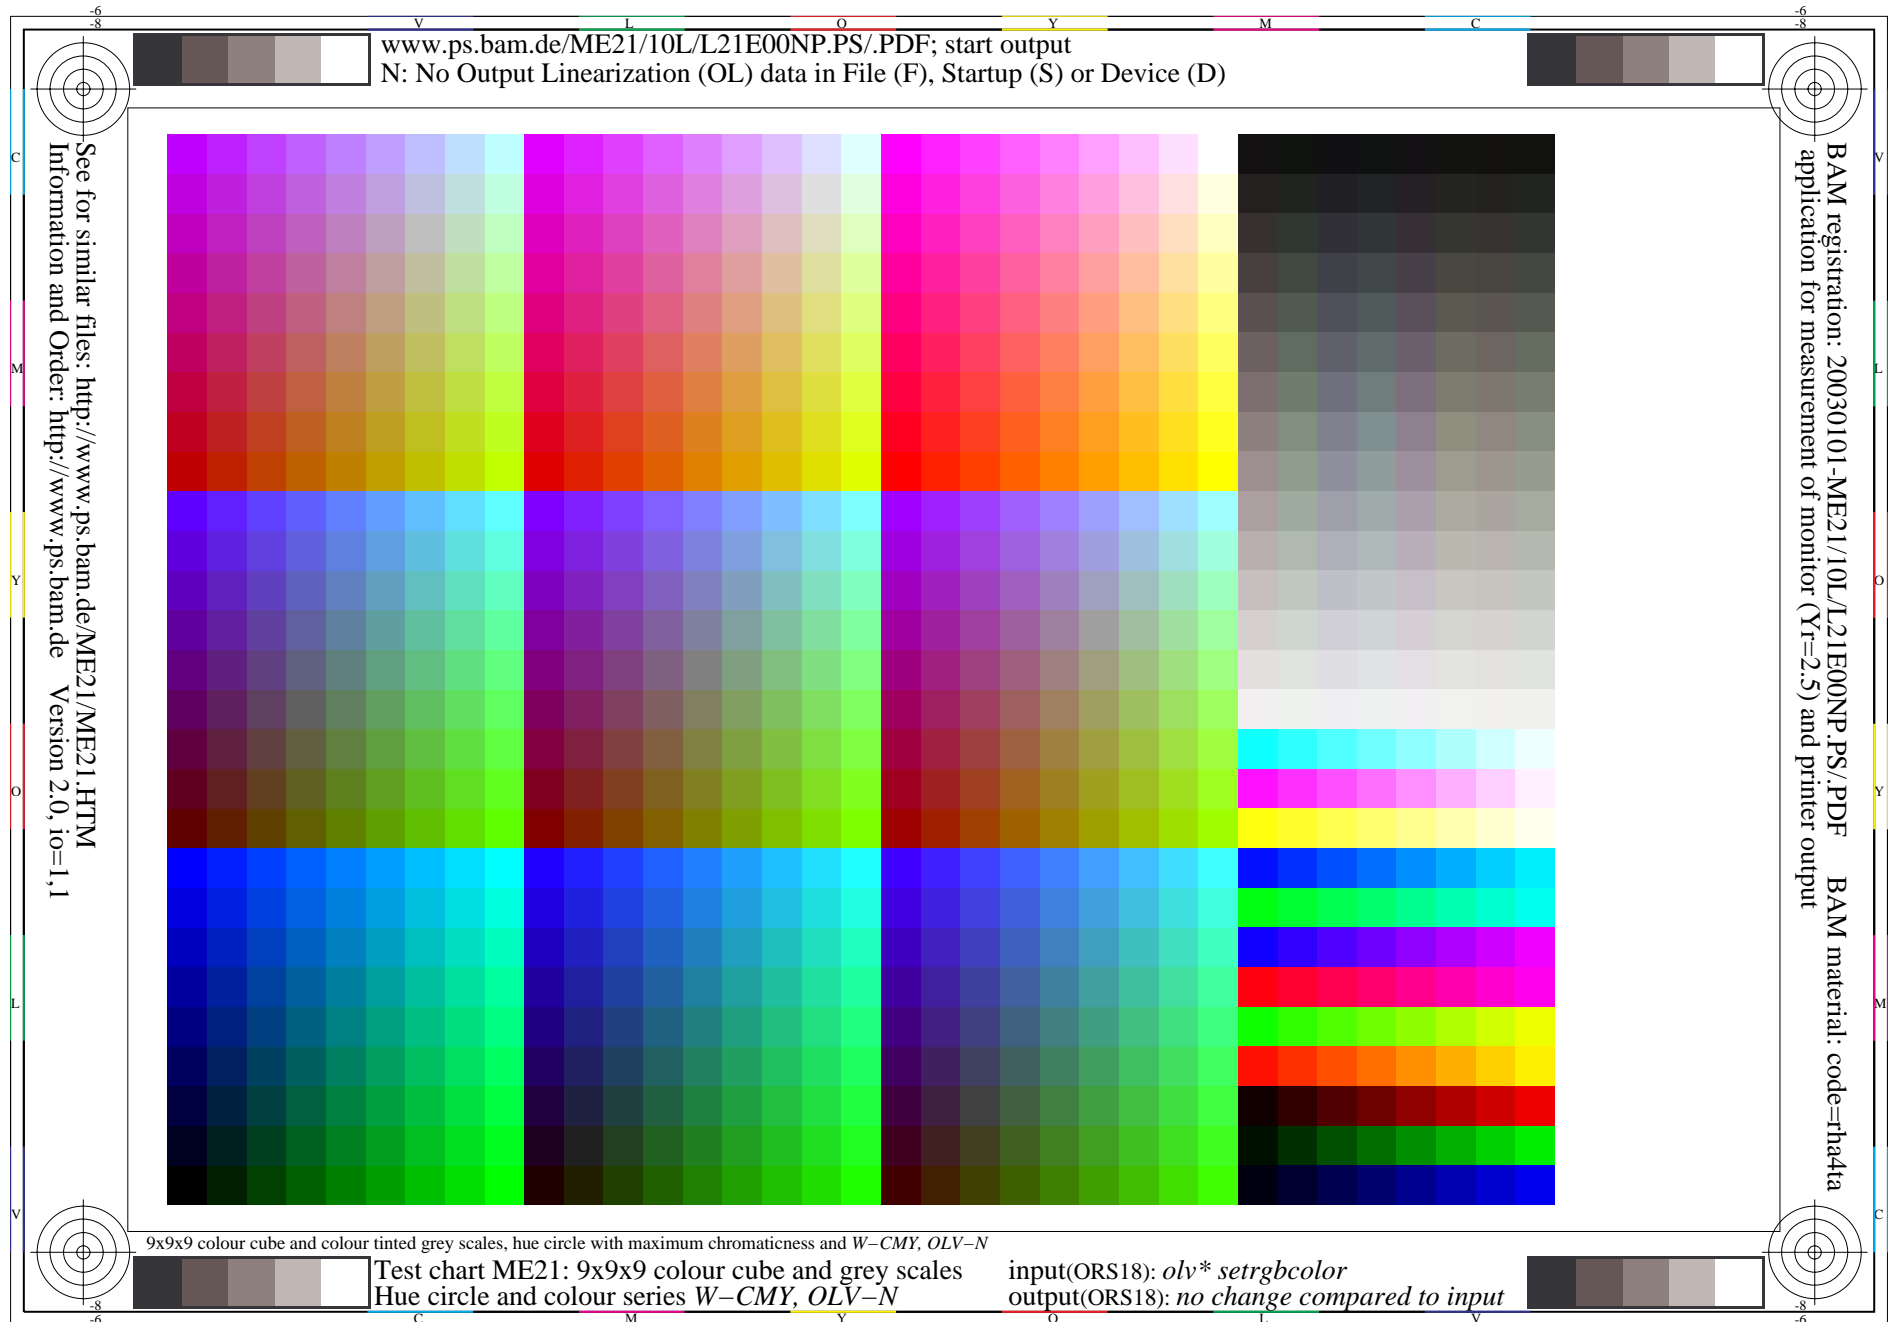 -6
-8
-6
-8
V L O Y M C
www.ps.bam.de/ME21/10L/L21E00NP.PS/.PDF; start output
N: No Output Linearization (OL) data in File (F), Startup (S) or Device (D)
See for similar files: http://www.ps.bam.de/ME21/ME21.HTM
Information and Order: http://www.ps.bam.de Version 2.0, io=1,1
C
M
Y
O
L
V
BAM registration: 20030101-ME21/10L/L21E00NP.PS/.PDF BAM material: code=rha4ta
application for measurement of monitor (Yr=2.5) and printer output
V
L
O
Y
M
C
9x9x9 colour cube and colour tinted grey scales, hue circle with maximum chromaticness and W−CMY, OLV−N
Test chart ME21: 9x9x9 colour cube and grey scales
Hue circle and colour series W−CMY, OLV−N
input(ORS18): olv* setrgbcolor
output(ORS18): no change compared to input
-8
-6
-8
-6
C M Y O L V